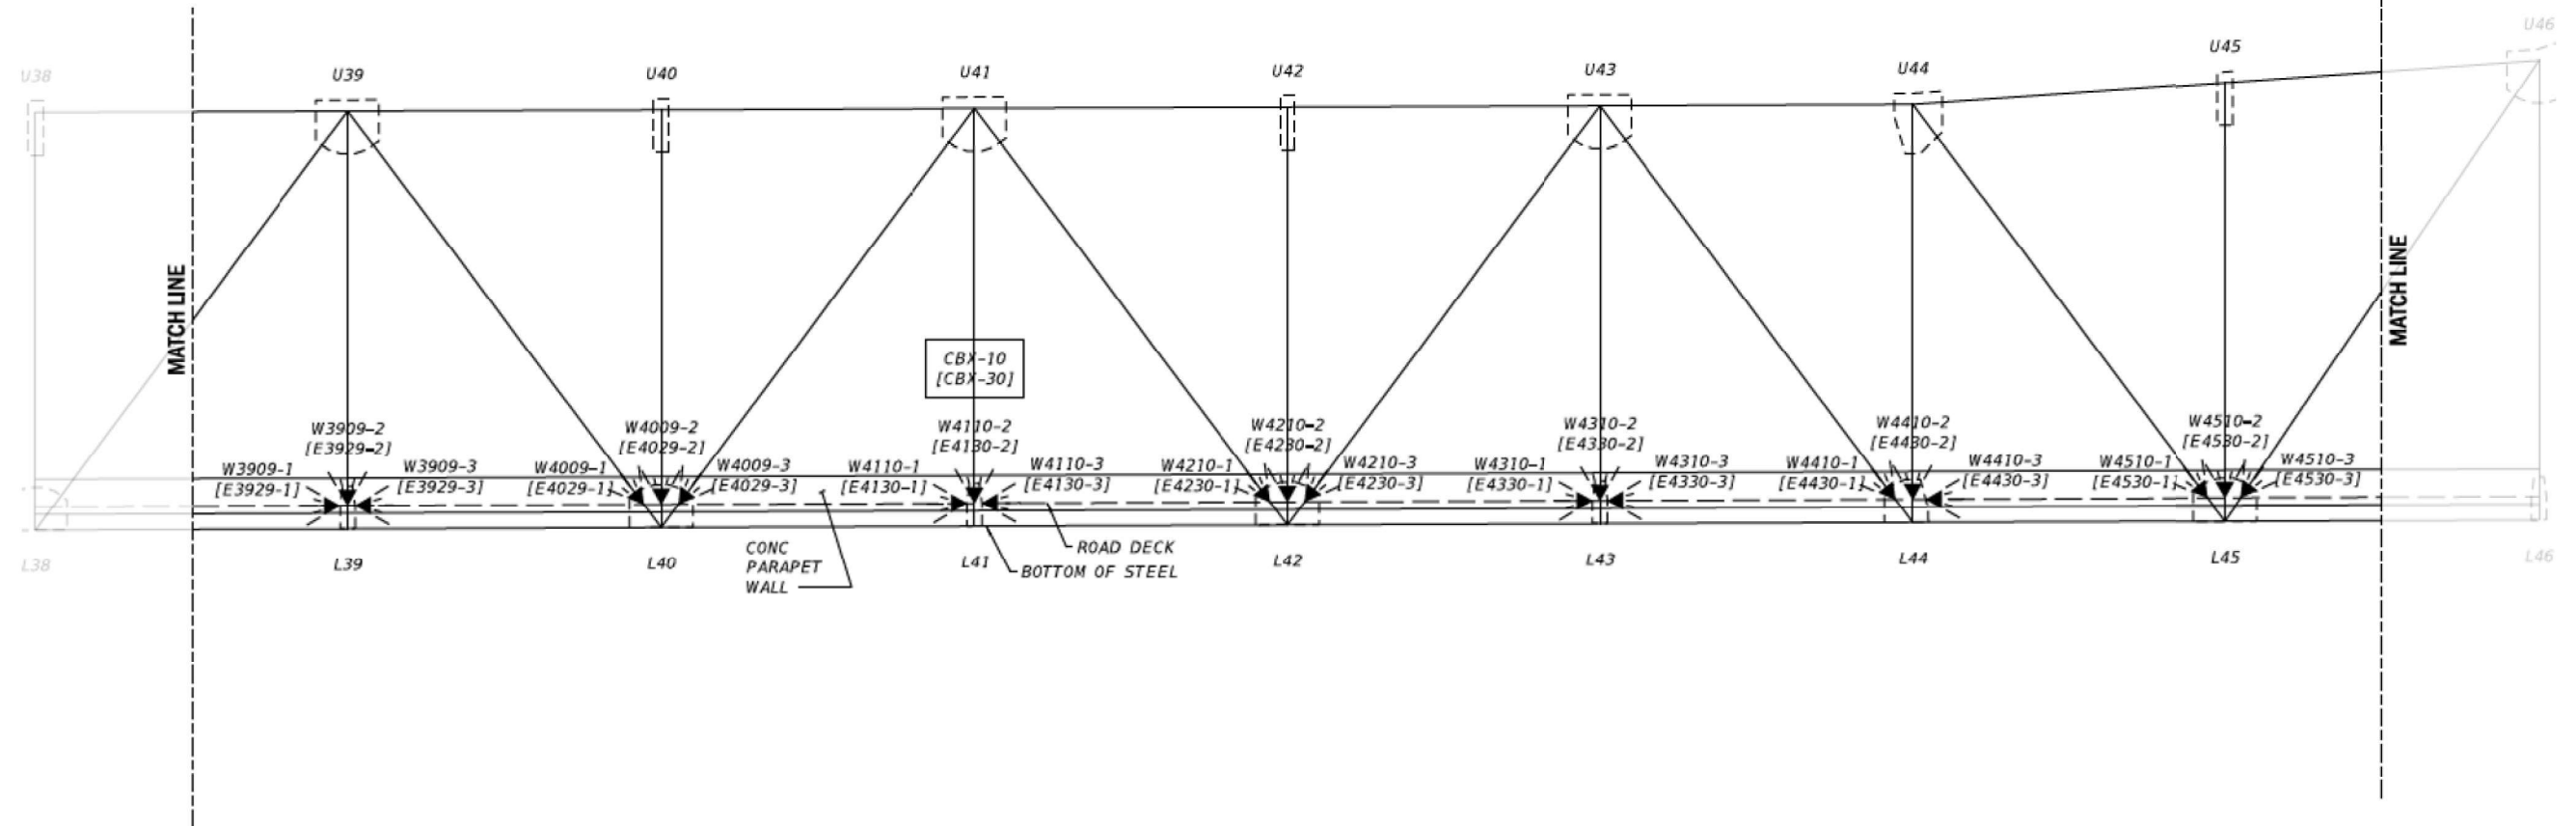 U46
U45
U38
U39
U40
U41
U42
U43
U44
MATCH LINE
MATCH LINE
CBX-10
[CBX-30]
W3909-2
[E3929-2]
W4009-2
[E4029-2]
W4110-2
[E4130-2]
W4210-2
[E4230-2]
W4310-2
[E4330-2]
W4410-2
[E4430-2]
W4510-2
[E4530-2]
W3909-1
[E3929-1]
W3909-3
[E3929-3]
W4009-1
[E4029-1]
W4009-3
[E4029-3]
W4110-1
[E4130-1]
W4110-3
[E4130-3]
W4210-1
[E4230-1]
W4210-3
[E4230-3]
W4310-1
[E4330-1]
W4310-3
[E4330-3]
W4410-1
[E4430-1]
W4410-3
[E4430-3]
W4510-1
[E4530-1]
W4510-3
[E4530-3]
CONC
PARAPET
WALL
ROAD DECK
BOTTOM OF STEEL
L38
L39
L40
L41
L42
L43
L44
L45
L46